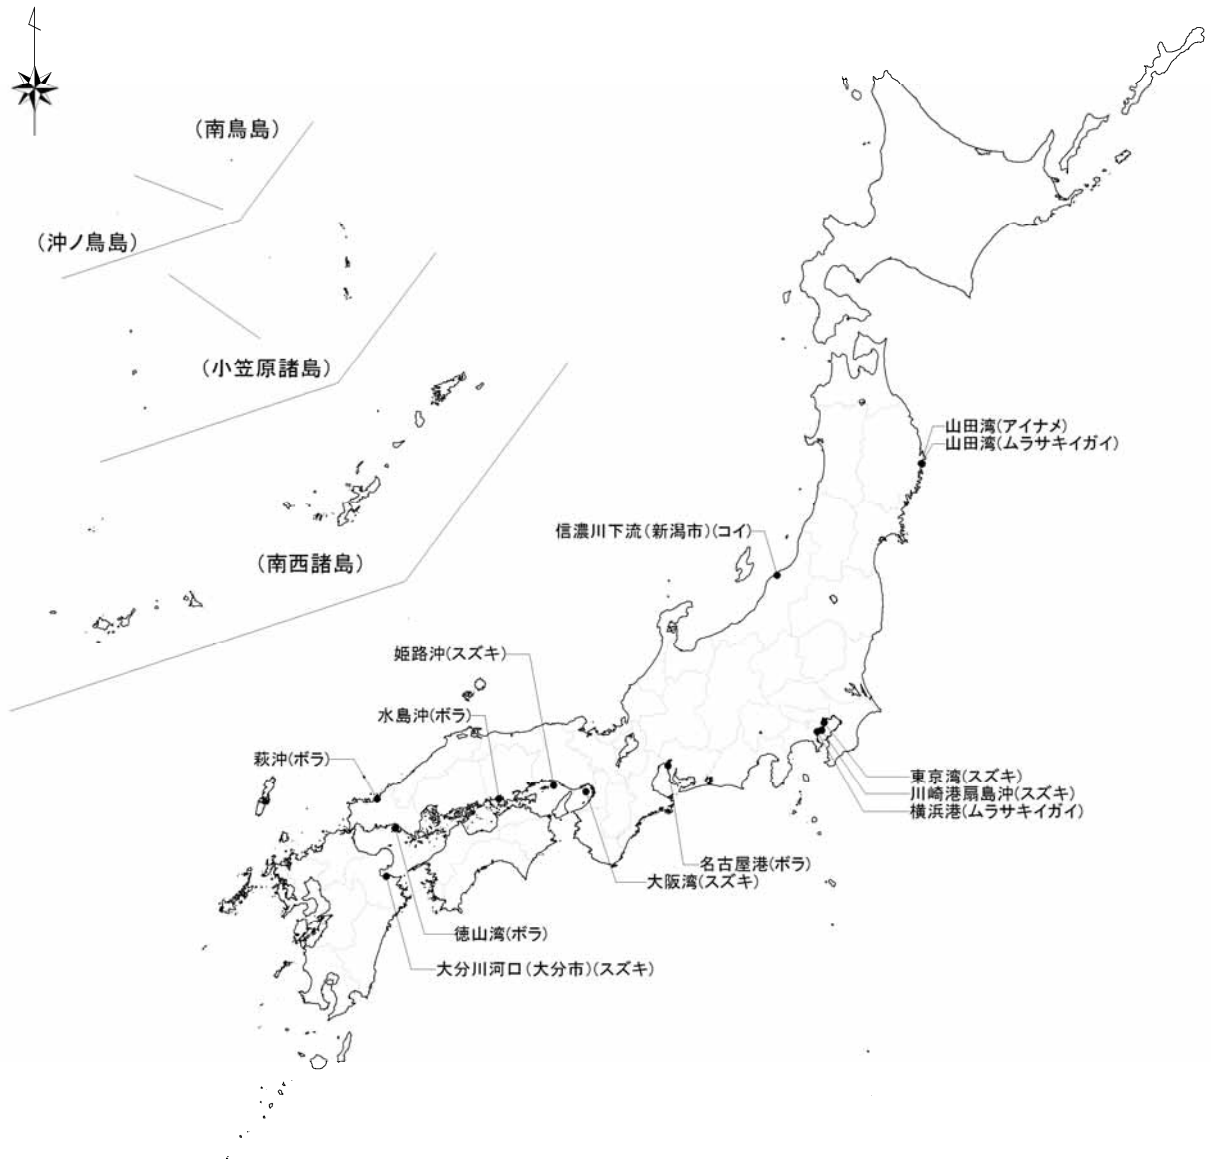 (南鳥島)
(沖ノ鳥島)
(小笠原諸島)
山田湾(アイナメ)
山田湾(ムラサキイガイ)
信濃川下流(新潟市)(コイ)
(南西諸島)
姫路沖(スズキ)
水島沖(ボラ)
萩沖(ボラ)
東京湾(スズキ)
川崎港扇島沖(スズキ)
横浜港(ムラサキイガイ)
名古屋港(ボラ)
大阪湾(スズキ)
徳山湾(ボラ)
大分川河口(大分市)(スズキ)